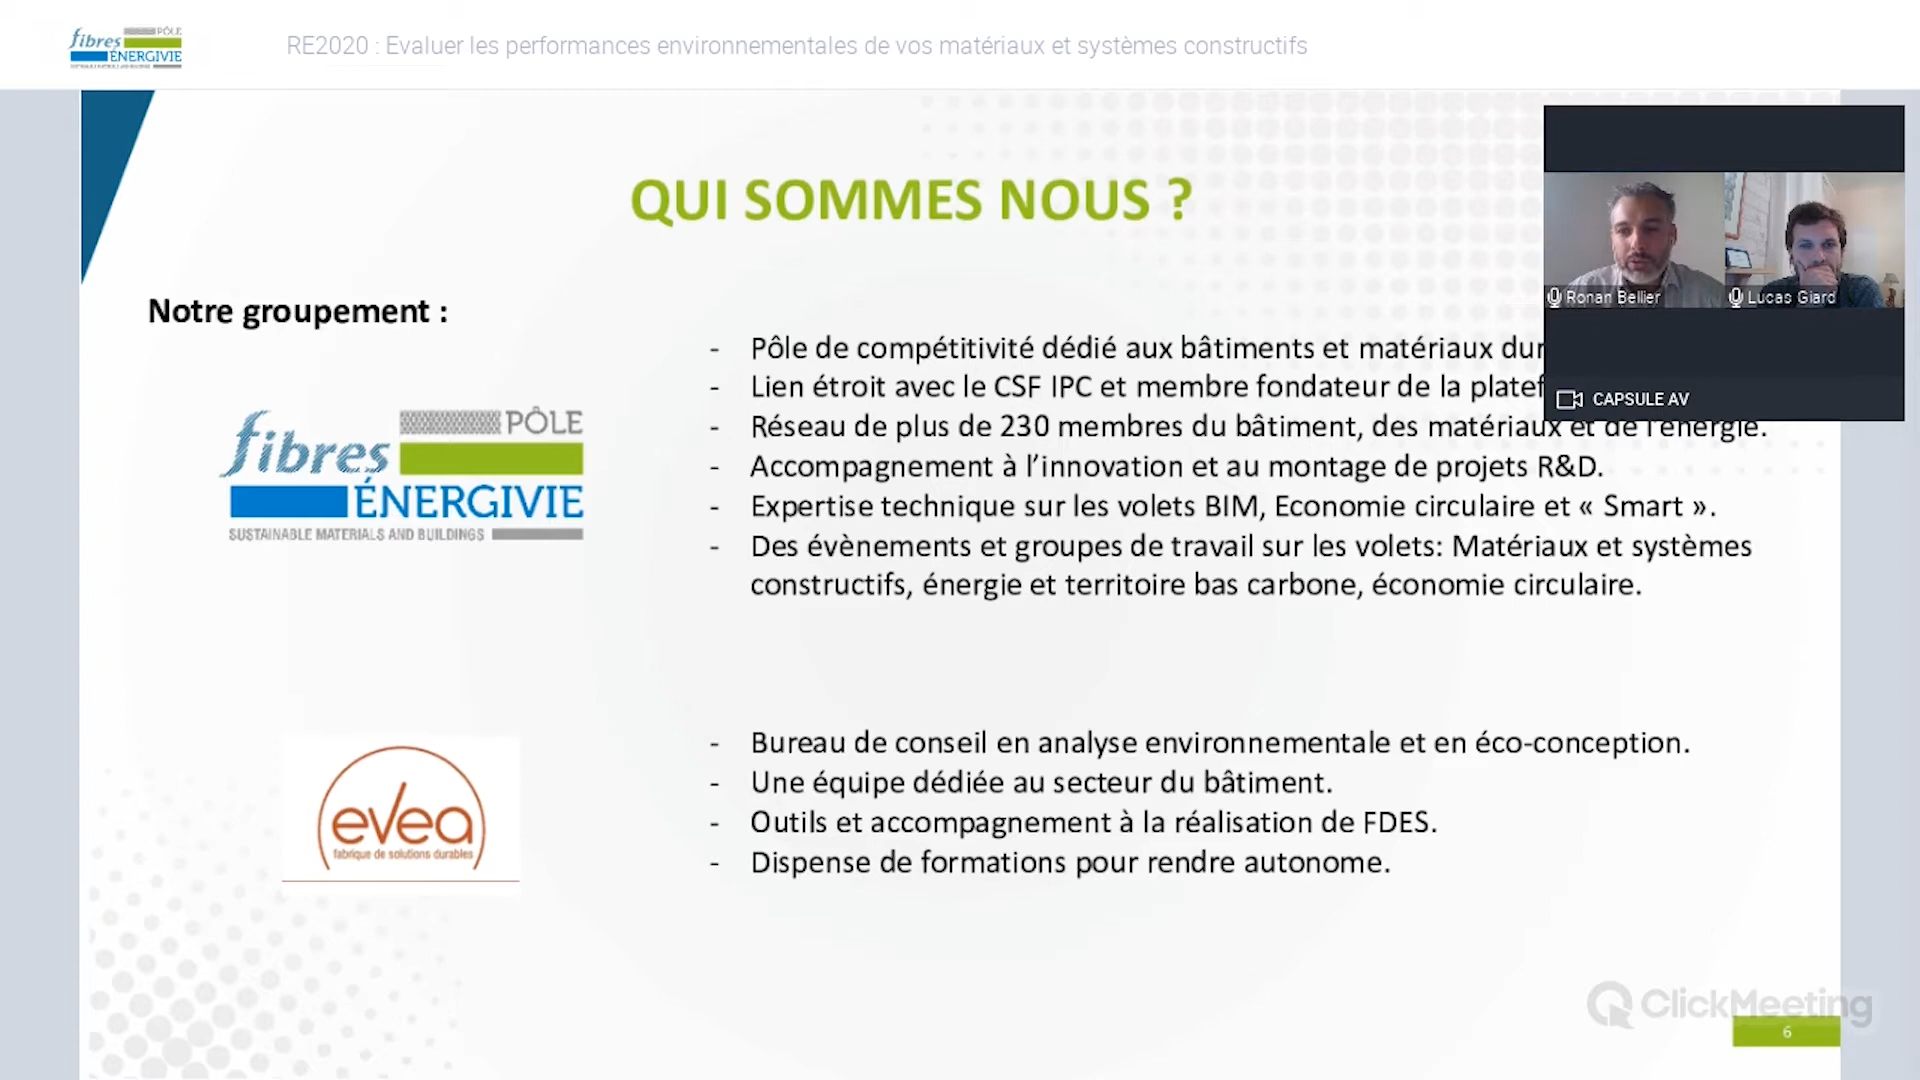 fibres PÔLE
ÉNERGIVIE
RE2020 : Evaluer les performances environnementales de vos matériaux et systèmes constructifs
QUI SOMMES NOUS ?
Ronan Bellier
Lucas Giard
CAPSULE AV
Notre groupement :
- Pôle de compétitivité dédié aux bâtiments et matériaux dur
- Lien étroit avec le CSF IPC et membre fondateur de la platef
- Réseau de plus de 230 membres du bâtiment, des matériaux et de l'énergie.
- Accompagnement à l'innovation et au montage de projets R&D.
- Expertise technique sur les volets BIM, Economie circulaire et « Smart ».
- Des évènements et groupes de travail sur les volets: Matériaux et systèmes
constructifs, énergie et territoire bas carbone, économie circulaire.
fibres PÔLE
ÉNERGIVIE
SUSTAINABLE MATERIALS AND BUILDINGS
- Bureau de conseil en analyse environnementale et en éco-conception.
- Une équipe dédiée au secteur du bâtiment.
- Outils et accompagnement à la réalisation de FDES.
- Dispense de formations pour rendre autonome.
evea
fabrique de solutions durables
ClickMeeting
6